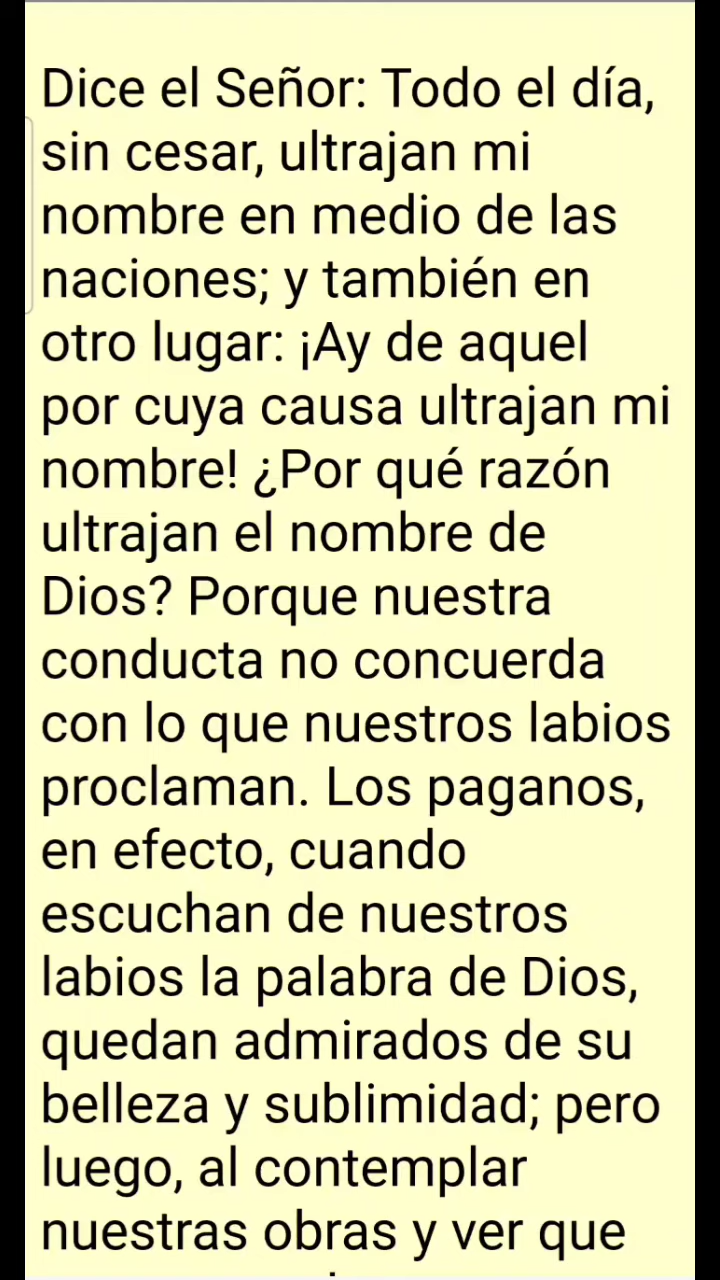 Dice el Señor: Todo el día,
sin cesar, ultrajan mi
nombre en medio de las
naciones; y también en
otro lugar: ¡Ay de aquel
por cuya causa ultrajan mi
nombre! ¿Por qué razón
ultrajan el nombre de
Dios? Porque nuestra
conducta no concuerda
con lo que nuestros labios
proclaman. Los paganos,
en efecto, cuando
escuchan de nuestros
labios la palabra de Dios,
quedan admirados de su
belleza y sublimidad; pero
luego, al contemplar
nuestras obras y ver que